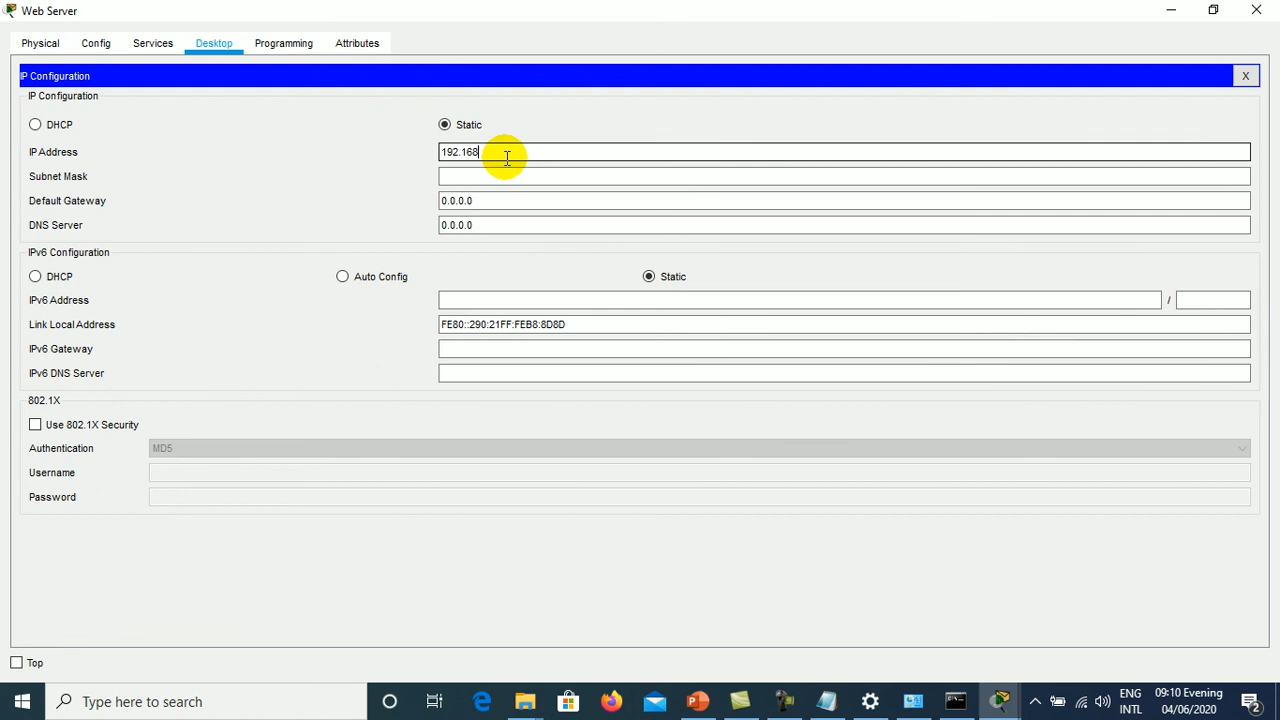 Web Server
Physical Config Services Desktop Programming Attributes
IP Configuration X
IP Configuration
DHCP Static
IP Address 192.168
Subnet Mask
Default Gateway 0.0.0.0
DNS Server 0.0.0.0
IPv6 Configuration
DHCP Auto Config Static
IPv6 Address /
Link Local Address FE80::290:21FF:FEB8:8D8D
IPv6 Gateway
IPv6 DNS Server
802.1X
Use 802.1X Security
Authentication MD5
Username
Password
Top
Type here to search ENG 09:10 Evening
INTL 04/06/2020 2